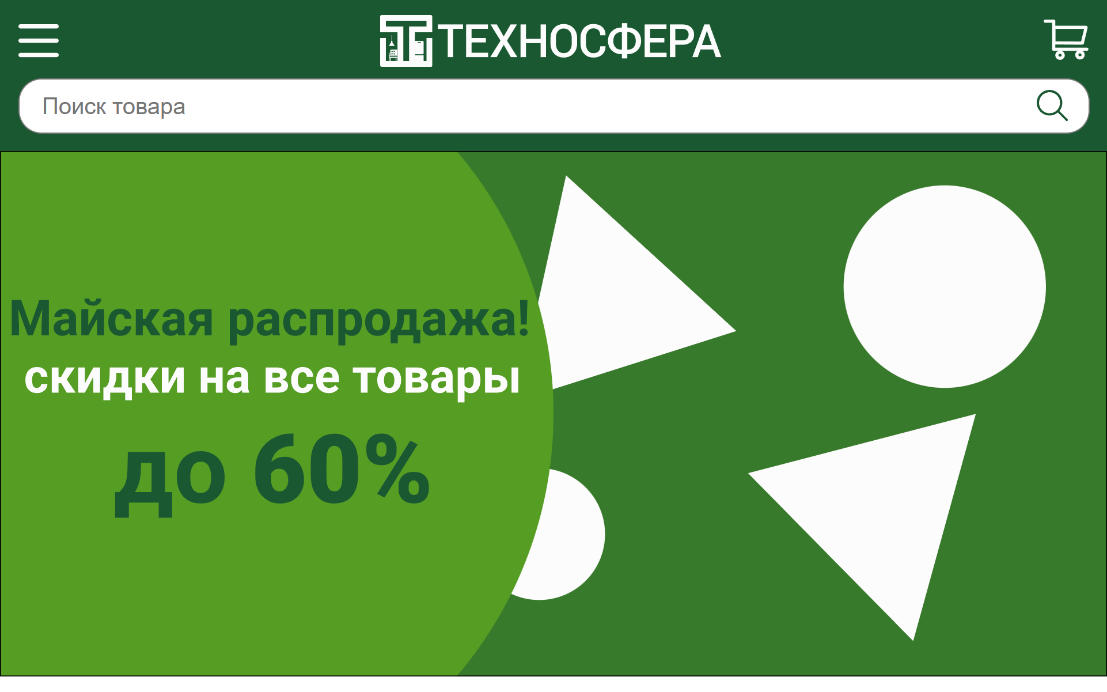 ТЕХНОСФЕРА
Поиск товара
Майская распродажа!
скидки на все товары
до 60%